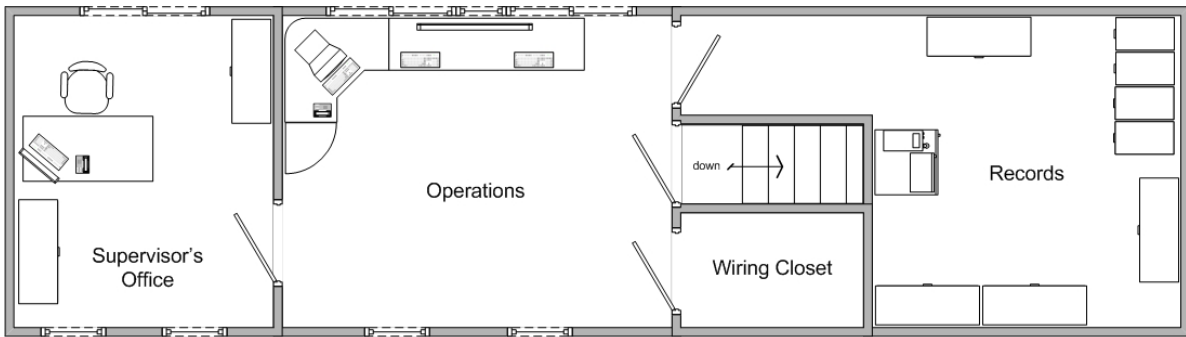 Supervisor's
Office
Operations
down
Wiring Closet
Records